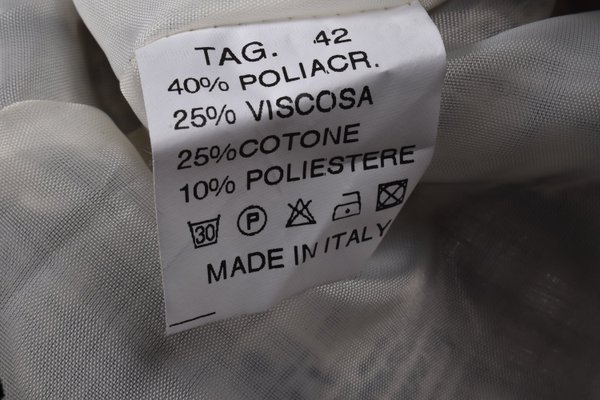 TAG. 42
40% POLIACR.
25% VISCOSA
25%COTONE
10% POLIESTERE
30 P
MADE IN ITALY